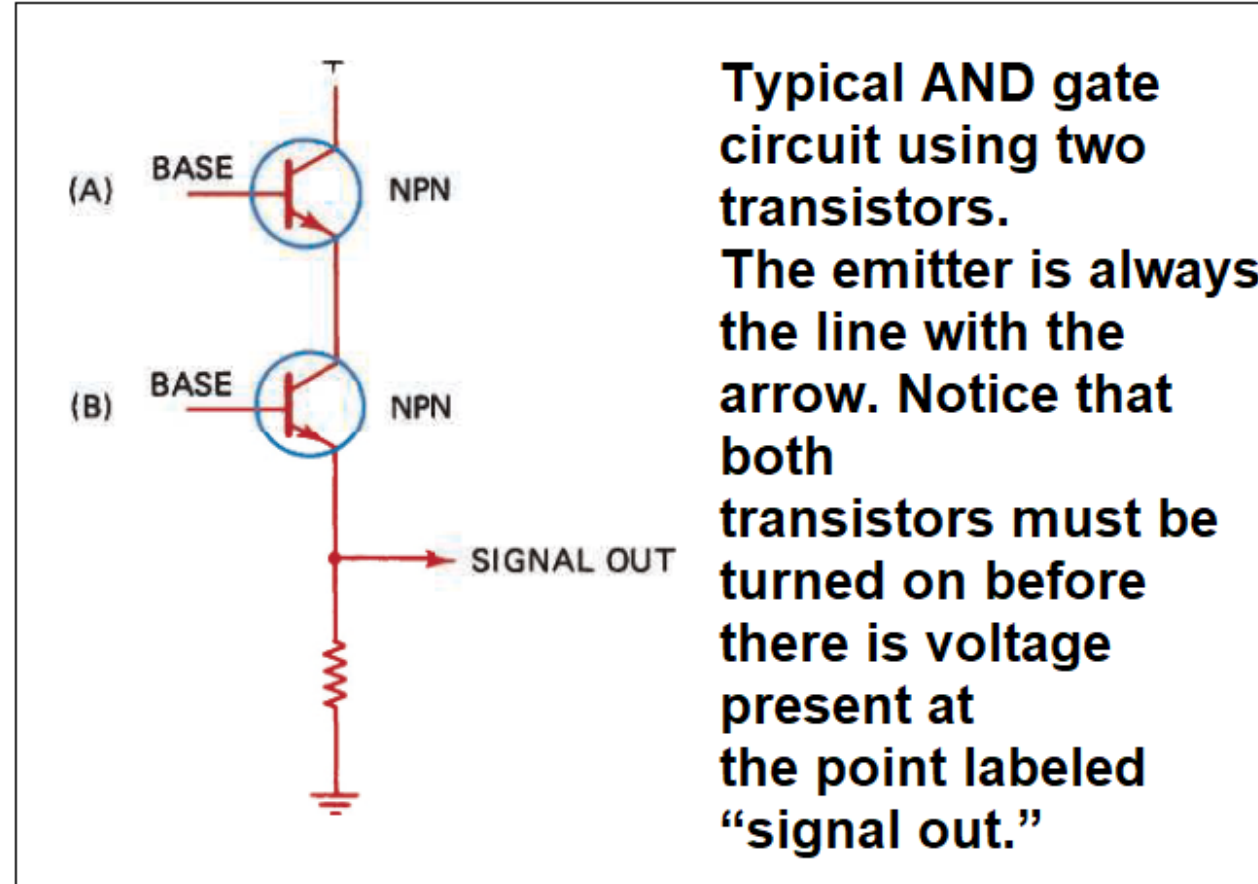 BASE
(A)
NPN
BASE
(B)
NPN
SIGNAL OUT
Typical AND gate
circuit using two
transistors.
The emitter is always
the line with the
arrow. Notice that
both
transistors must be
turned on before
there is voltage
present at
the point labeled
“signal out.”